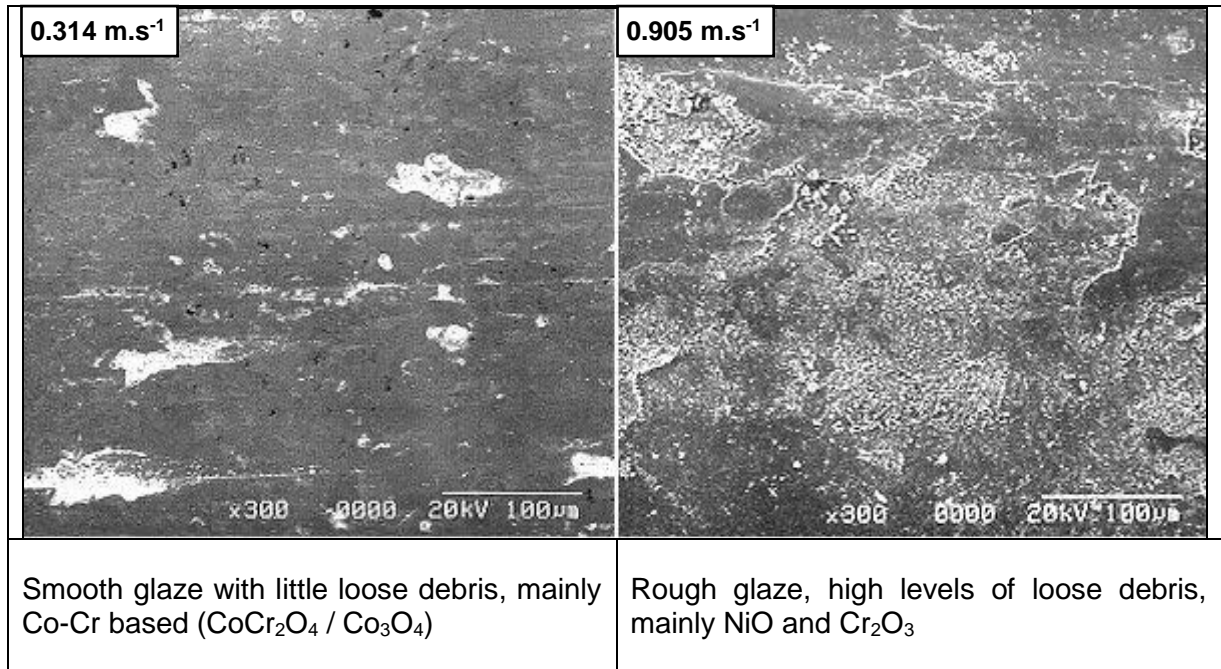 0.314 m.s⁻¹
0.905 m.s⁻¹
x300 -0000 20kV 100µm
x300 0000 20kV 100µm
Smooth glaze with little loose debris, mainly
Co-Cr based (CoCr₂O₄ / Co₃O₄)
Rough glaze, high levels of loose debris,
mainly NiO and Cr₂O₃